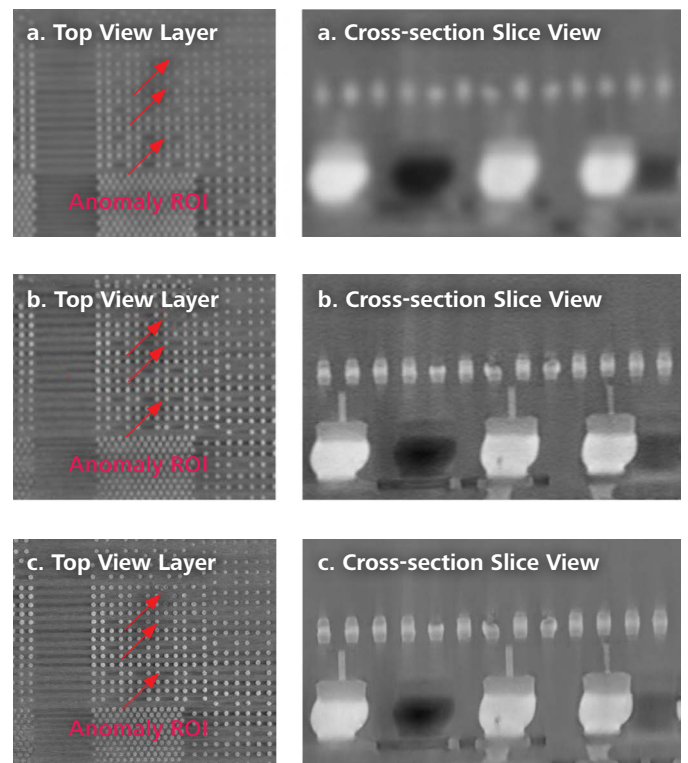 a. Top View Layer
a. Cross-section Slice View
Anomaly ROI
b. Top View Layer
b. Cross-section Slice View
Anomaly ROI
c. Top View Layer
c. Cross-section Slice View
Anomaly ROI